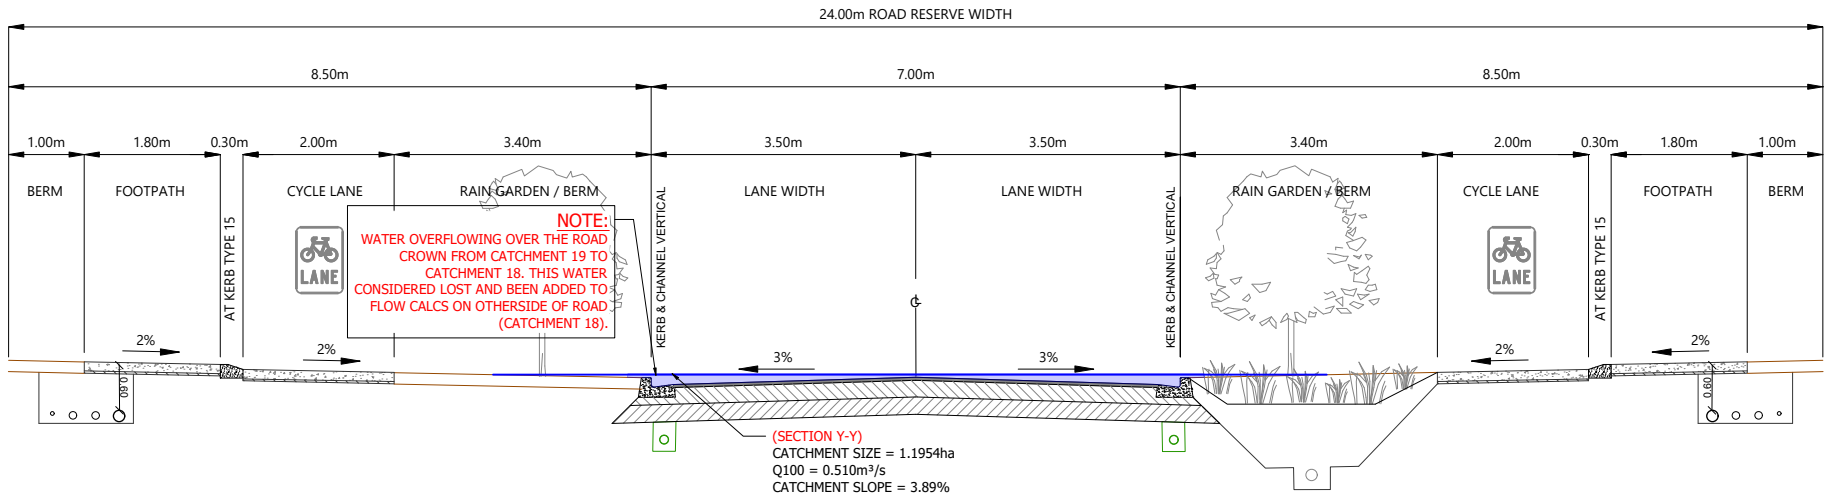 24.00m ROAD RESERVE WIDTH
8.50m
7.00m
8.50m
1.00m
1.80m
0.30m
2.00m
3.40m
3.50m
3.50m
3.40m
2.00m
0.30m
1.80m
1.00m
BERM
FOOTPATH
AT KERB TYPE 15
CYCLE LANE
RAIN GARDEN / BERM
KERB & CHANNEL VERTICAL
LANE WIDTH
LANE WIDTH
KERB & CHANNEL VERTICAL
RAIN GARDEN / BERM
CYCLE LANE
AT KERB TYPE 15
FOOTPATH
BERM
LANE
NOTE:
WATER OVERFLOWING OVER THE ROAD
CROWN FROM CATCHMENT 19 TO
CATCHMENT 18. THIS WATER
CONSIDERED LOST AND BEEN ADDED TO
FLOW CALCS ON OTHERSIDE OF ROAD
(CATCHMENT 18).
LANE
2%
2%
3%
3%
2%
2%
0.60
0.60
(SECTION Y-Y)
CATCHMENT SIZE = 1.1954ha
Q100 = 0.510m³/s
CATCHMENT SLOPE = 3.89%